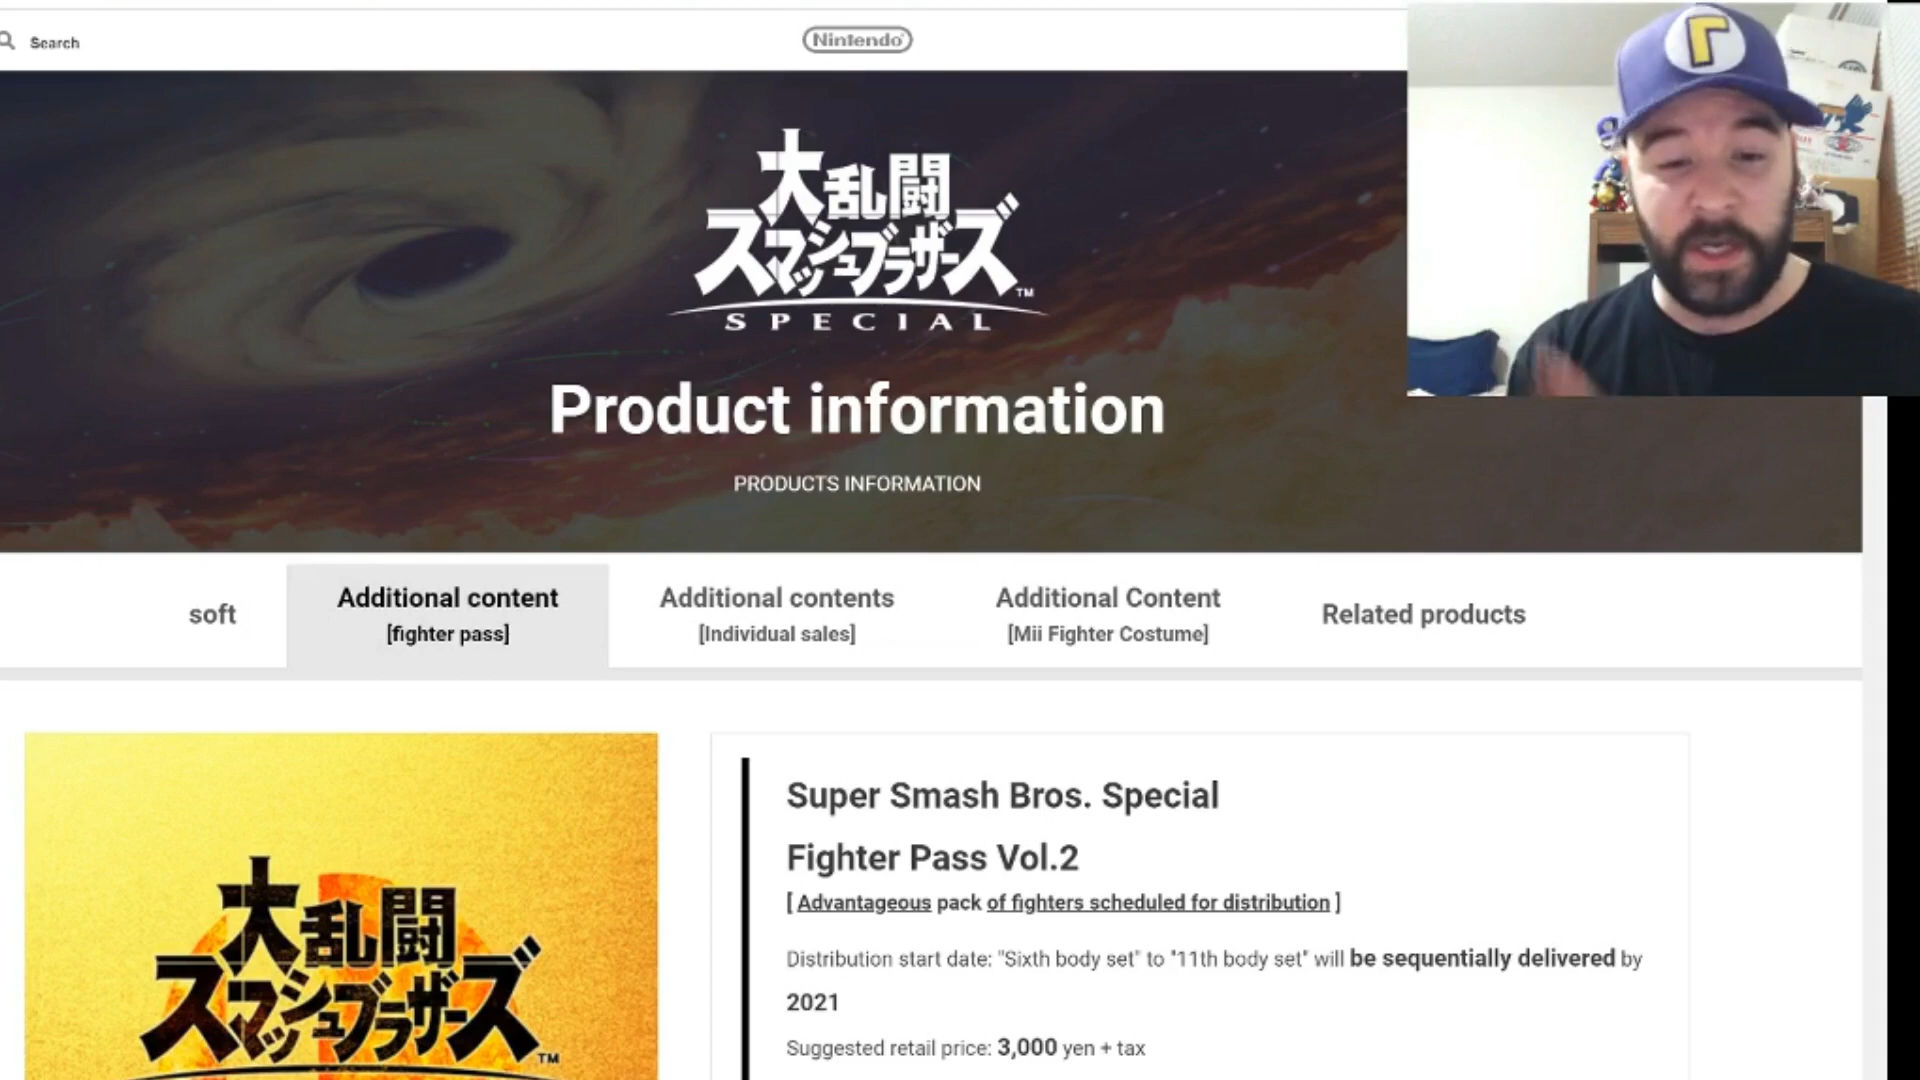 Search
Nintendo
大乱闘
スマッシュブラザーズ
™
SPECIAL
Product information
PRODUCTS INFORMATION
soft
Additional content
[fighter pass]
Additional contents
[Individual sales]
Additional Content
[Mii Fighter Costume]
Related products
大乱闘
スマッシュブラザーズ
™
Super Smash Bros. Special
Fighter Pass Vol.2
[ Advantageous pack of fighters scheduled for distribution ]
Distribution start date: "Sixth body set" to "11th body set" will be sequentially delivered by
2021
Suggested retail price: 3,000 yen + tax